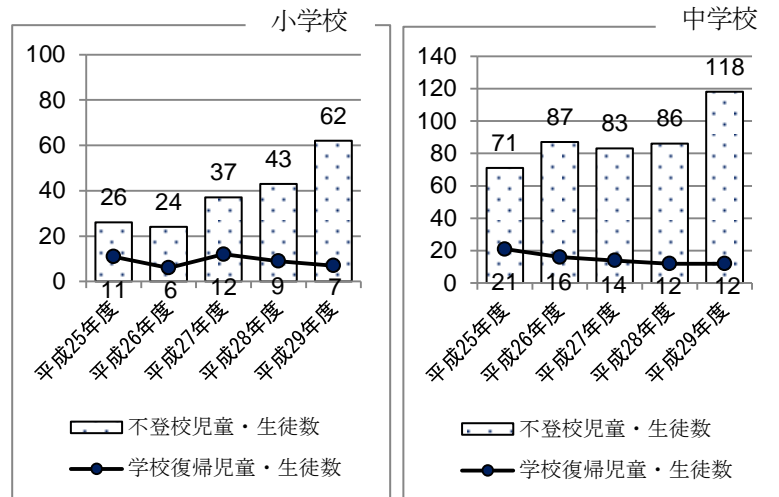 小学校
100
80
60
40
20
0
26
24
37
43
62
11
6
12
9
7
平成25年度
平成26年度
平成27年度
平成28年度
平成29年度
不登校児童・生徒数
学校復帰児童・生徒数
中学校
140
120
100
80
60
40
20
0
71
87
83
86
118
21
16
14
12
12
平成25年度
平成26年度
平成27年度
平成28年度
平成29年度
不登校児童・生徒数
学校復帰児童・生徒数